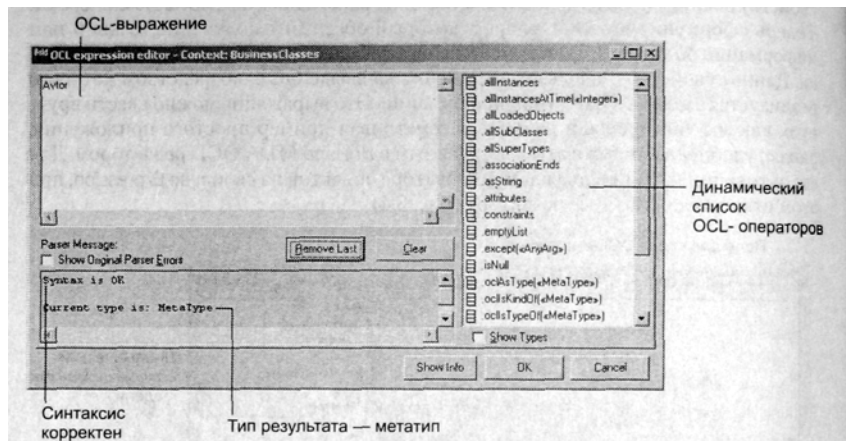 OCL-выражение
OCL expression editor - Context: BusinessClasses
Avtor
.allInstances
.allInstancesAtTime(«Integer»)
.allLoadedObjects
.allSubClasses
.allSuperTypes
.associationEnds
.asString
.attributes
.constraints
.emptyList
.except(«AnyArg»)
.isNull
.oclAsType(«MetaType»)
.oclIsKindOf(«MetaType»)
.oclIsTypeOf(«MetaType»)
Динамический
список
OCL- операторов
Parser Message:
Show Original Parser Errors
Remove Last
Clear
Syntax is OK
Current type is: MetaType
Show Types
Show Info
OK
Cancel
Синтаксис
корректен
Тип результата — метатип